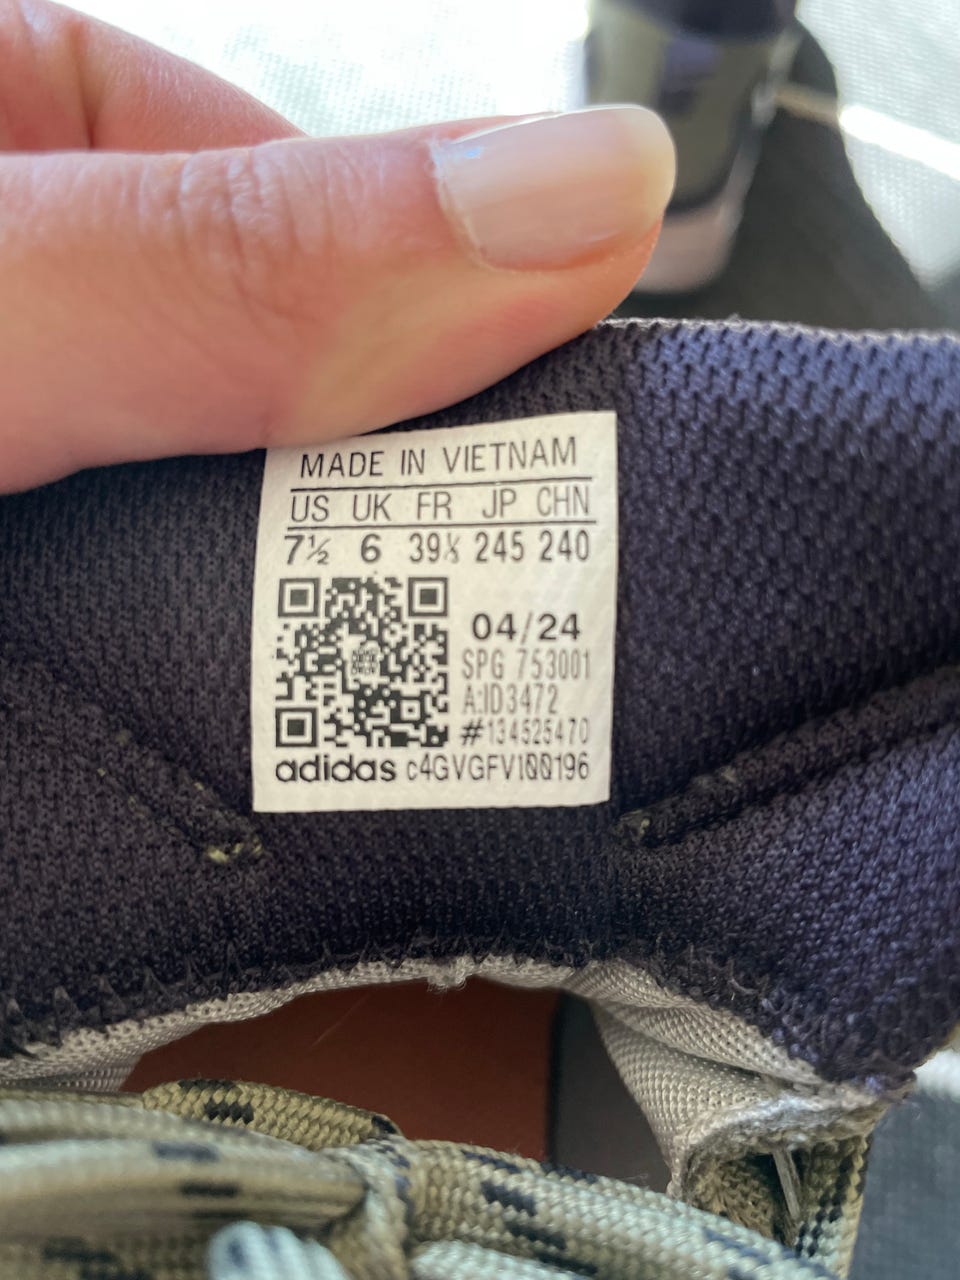 MADE IN VIETNAM
US UK FR JP CHN
7½ 6 39⅓ 245 240
04/24
SPG 753001
A:ID3472
#134525470
adidas c4GVGFV100196